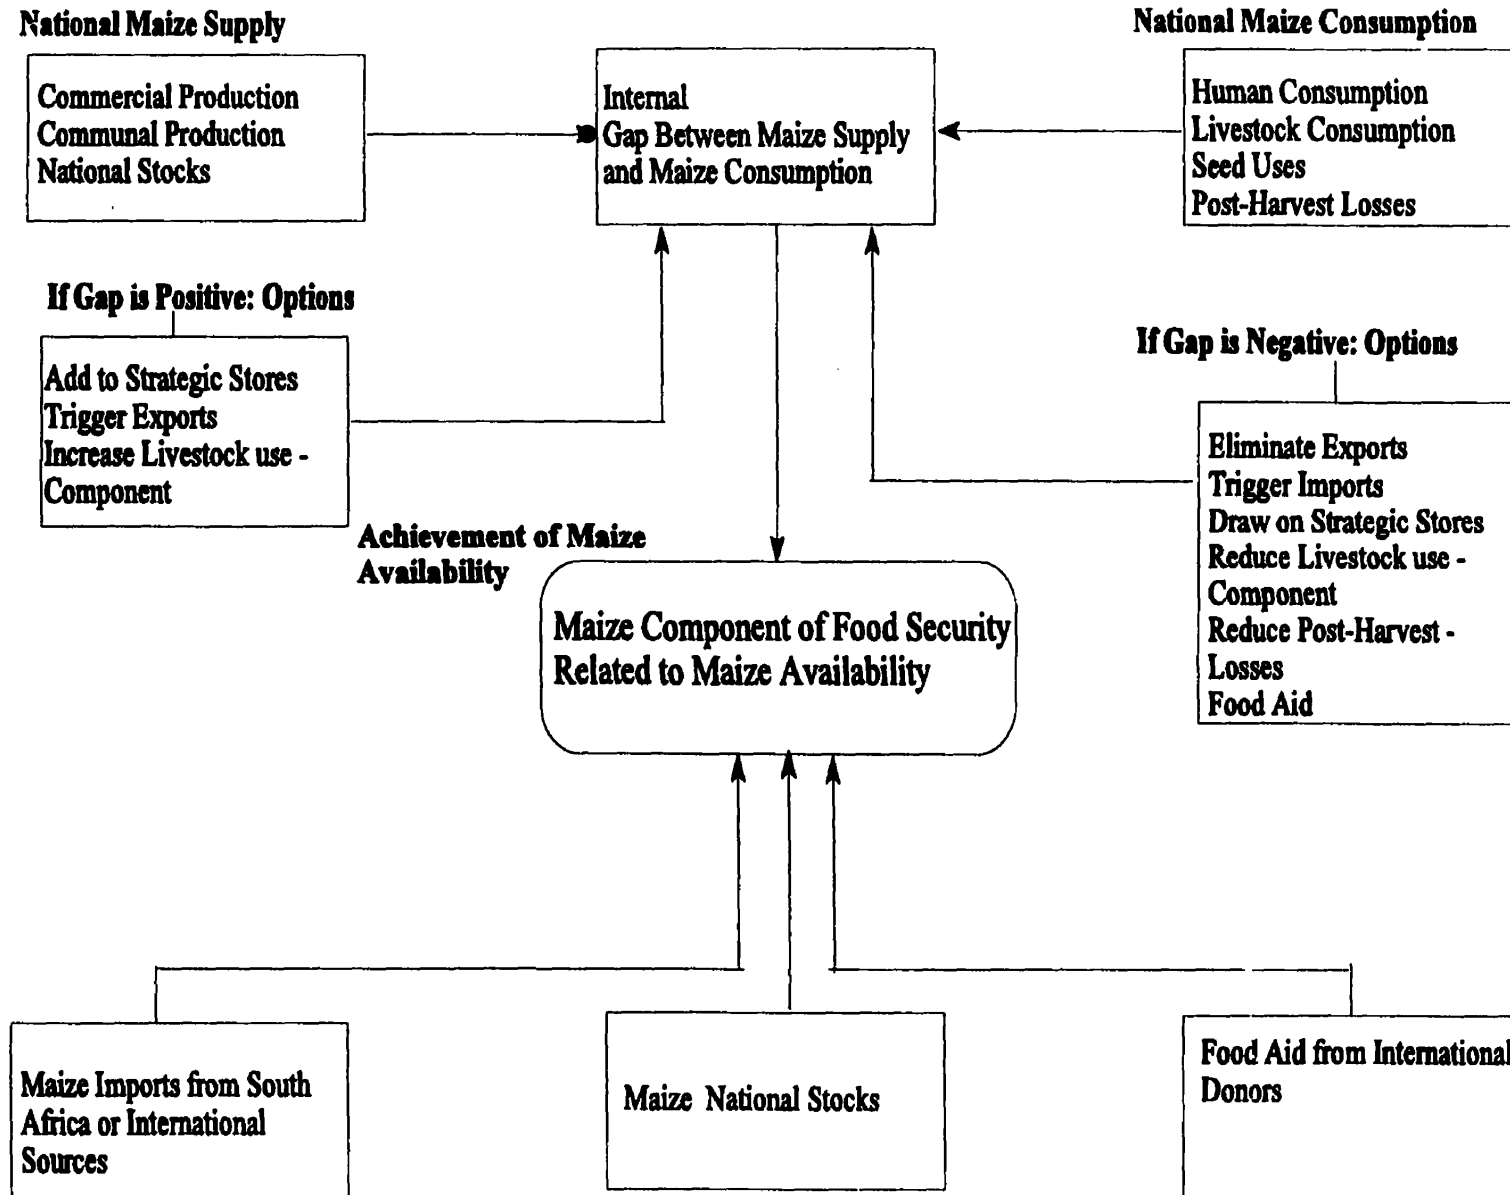 National Maize Supply
Commercial Production
Communal Production
National Stocks
Internal
Gap Between Maize Supply
and Maize Consumption
National Maize Consumption
Human Consumption
Livestock Consumption
Seed Uses
Post-Harvest Losses
If Gap is Positive: Options
Add to Strategic Stores
Trigger Exports
Increase Livestock use -
Component
If Gap is Negative: Options
Eliminate Exports
Trigger Imports
Draw on Strategic Stores
Reduce Livestock use -
Component
Reduce Post-Harvest -
Losses
Food Aid
Achievement of Maize
Availability
Maize Component of Food Security
Related to Maize Availability
Maize Imports from South
Africa or International
Sources
Maize National Stocks
Food Aid from International
Donors